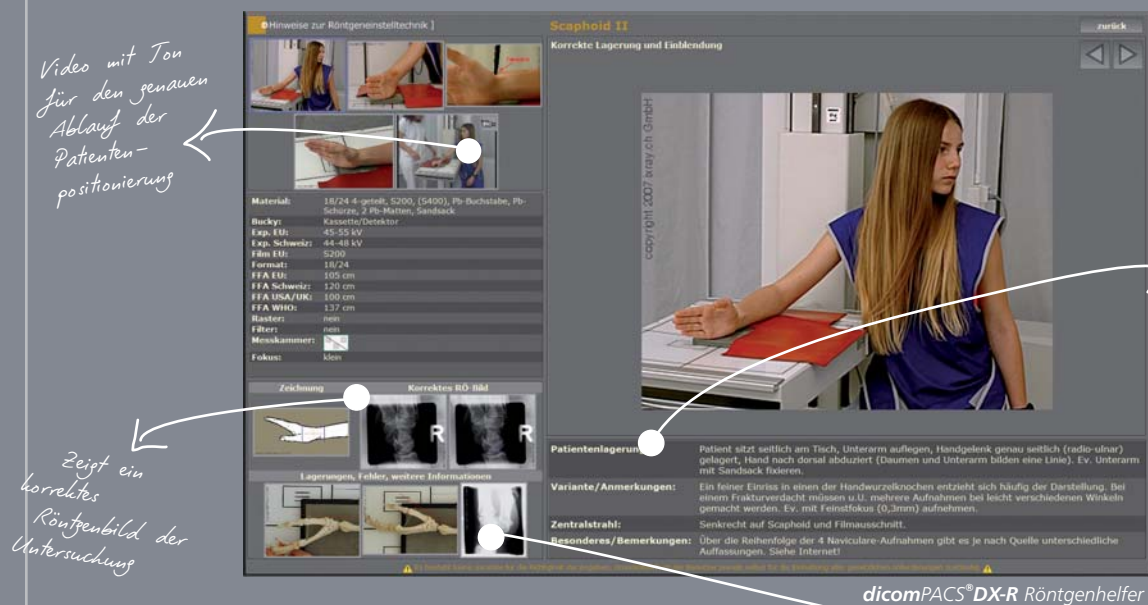 Video mit Ton
für den genauen
Ablauf der
Patienten-
positionierung
Zeigt ein
korrektes
Röntgenbild der
Untersuchung
Hinweise zur Röntgeneinstelltechnik ]
Material: 18/24 4-geteilt, S200, (S400), Pb-Buchstabe, Pb-
Schürze, 2 Pb-Matten, Sandsack
Bucky: Kassette/Detektor
Exp. EU: 45-55 kV
Exp. Schweiz: 44-48 kV
Film EU: S200
Format: 18/24
FFA EU: 105 cm
FFA Schweiz: 120 cm
FFA USA/UK: 100 cm
FFA WHO: 137 cm
Raster: nein
Filter: nein
Messkammer:
Fokus: klein
Zeichnung Korrektes RÖ-Bild
R R
Lagerungen, Fehler, weitere Informationen
Scaphoid II
zurück
Korrekte Lagerung und Einblendung
copyright 2007 ixray.ch GmbH
Patientenlagerun Patient sitzt seitlich am Tisch, Unterarm auflegen, Handgelenk genau seitlich (radio-ulnar)
gelagert, Hand nach dorsal abduziert (Daumen und Unterarm bilden eine Linie). Ev. Unterarm
mit Sandsack fixieren.
Variante/Anmerkungen: Ein feiner Einriss in einen der Handwurzelknochen entzieht sich häufig der Darstellung. Bei
einem Frakturverdacht müssen u.U. mehrere Aufnahmen bei leicht verschiedenen Winkeln
gemacht werden. Ev. mit Feinstfokus (0,3mm) aufnehmen.
Zentralstrahl: Senkrecht auf Scaphoid und Filmausschnitt.
Besonderes/Bemerkungen: Über die Reihenfolge der 4 Naviculare-Aufnahmen gibt es je nach Quelle unterschiedliche
Auffassungen. Siehe Internet!
dicomPACS®DX-R Röntgenhelfer